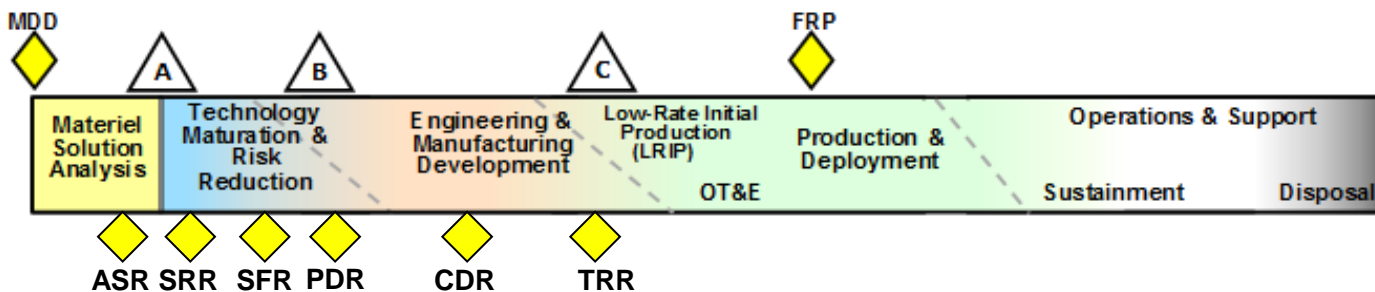 MDD
FRP
A
B
C
Materiel
Solution
Analysis
Technology
Maturation &
Risk
Reduction
Engineering &
Manufacturing
Development
Low-Rate Initial
Production
(LRIP)
OT&E
Production &
Deployment
Operations & Support
Sustainment
Disposal
ASR
SRR
SFR
PDR
CDR
TRR